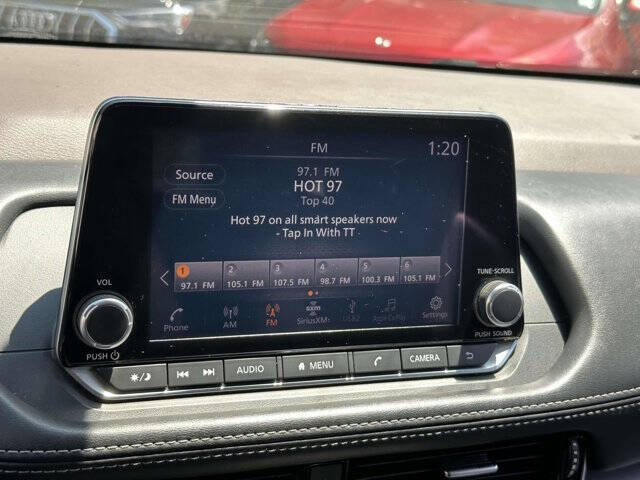 FM
1:20
Source
97.1 FM
HOT 97
FM Menu
Top 40
Hot 97 on all smart speakers now
- Tap In With TT
1 2 3 4 5 6
97.1 FM 105.1 FM 107.5 FM 98.7 FM 100.3 FM 105.1 FM
Phone
AM
FM
sxm
SiriusXM
Apple CarPlay
Settings
VOL
PUSH
TUNE·SCROLL
PUSH SOUND
AUDIO
MENU
CAMERA